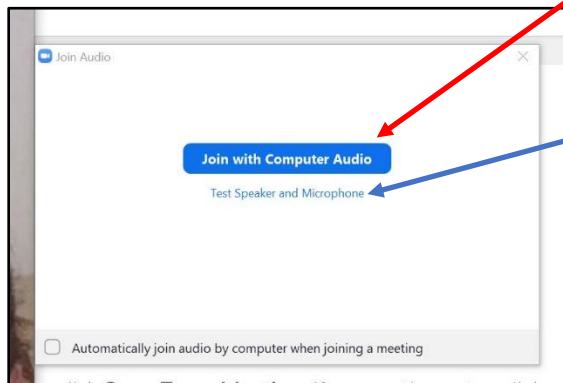 Join Audio
Join with Computer Audio
Test Speaker and Microphone
Automatically join audio by computer when joining a meeting